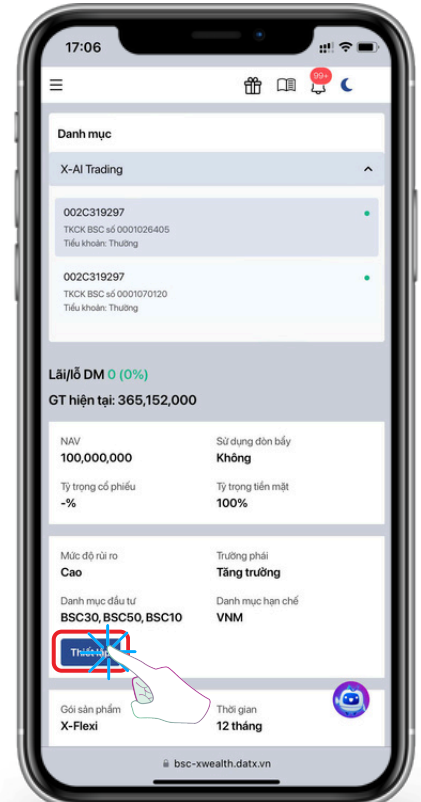 17:06
99+
Danh mục
X-AI Trading
002C319297
TKCK BSC số 0001026405
Tiểu khoản: Thường
002C319297
TKCK BSC số 0001070120
Tiểu khoản: Thường
Lãi/lỗ DM 0 (0%)
GT hiện tại: 365,152,000
NAV
Sử dụng đòn bẩy
100,000,000
Không
Tỷ trọng cổ phiếu
Tỷ trọng tiền mặt
-%
100%
Mức độ rủi ro
Trường phái
Cao
Tăng trưởng
Danh mục đầu tư
Danh mục hạn chế
BSC30, BSC50, BSC10
VNM
Thiết lập
Gói sản phẩm
Thời gian
X-Flexi
12 tháng
bsc-xwealth.datx.vn